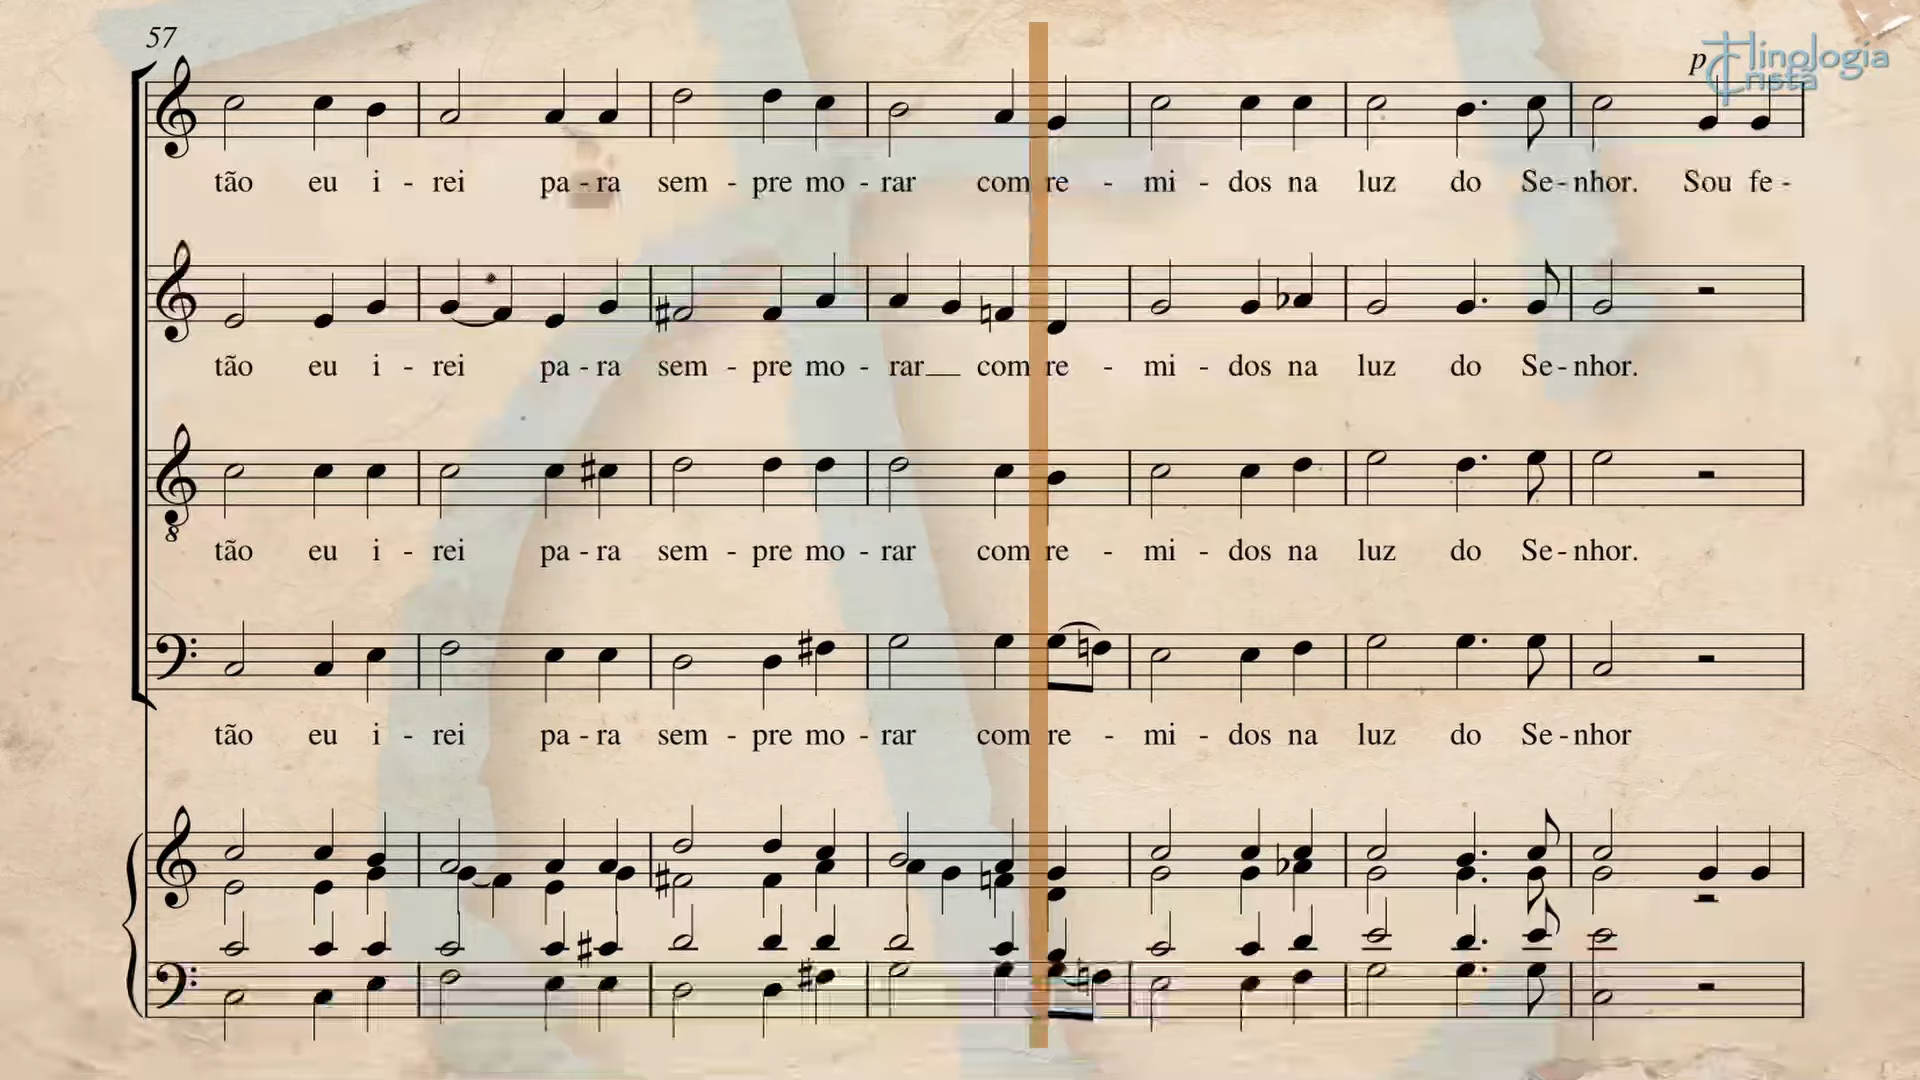 57
p
Hinologia
Cristã
tão eu i - rei pa - ra sem - pre mo - rar com re - mi - dos na luz do Se - nhor. Sou fe -
tão eu i - rei pa - ra sem - pre mo - rar com re - mi - dos na luz do Se - nhor.
8
tão eu i - rei pa - ra sem - pre mo - rar com re - mi - dos na luz do Se - nhor.
tão eu i - rei pa - ra sem - pre mo - rar com re - mi - dos na luz do Se - nhor